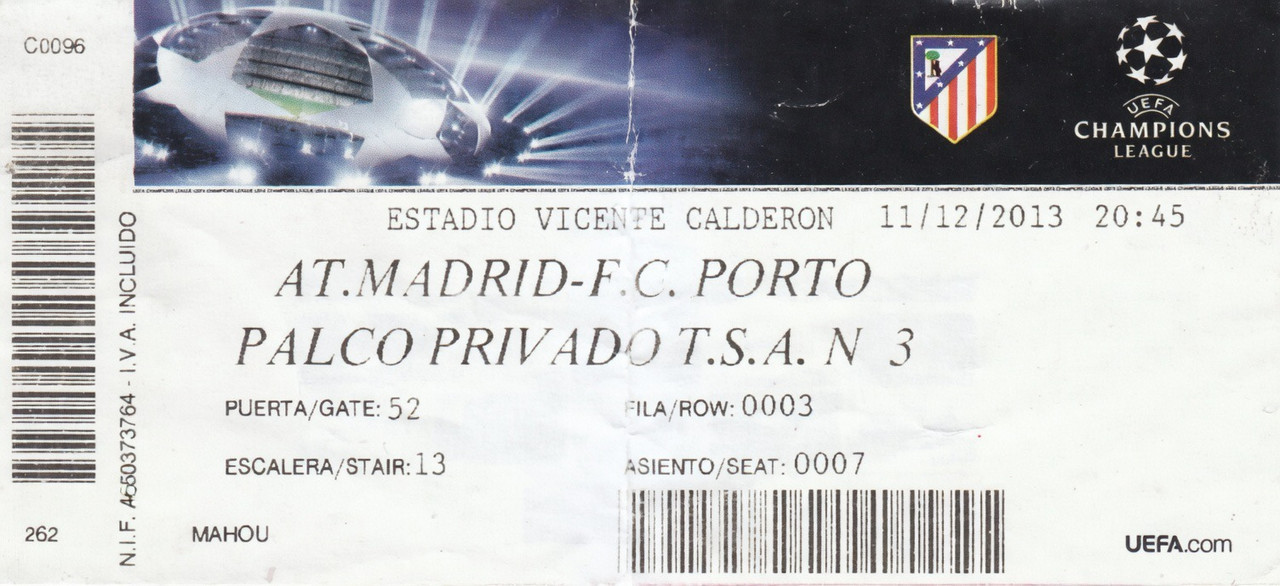 C0096
262
N.I.F. A650373764 - I.V.A. INCLUIDO
UEFA
CHAMPIONS
LEAGUE
ESTADIO VICENTE CALDERON 11/12/2013 20:45
AT.MADRID-F.C. PORTO
PALCO PRIVADO T.S.A. N 3
PUERTA/GATE: 52 FILA/ROW: 0003
ESCALERA/STAIR: 13 ASIENTO/SEAT: 0007
MAHOU
UEFA.com